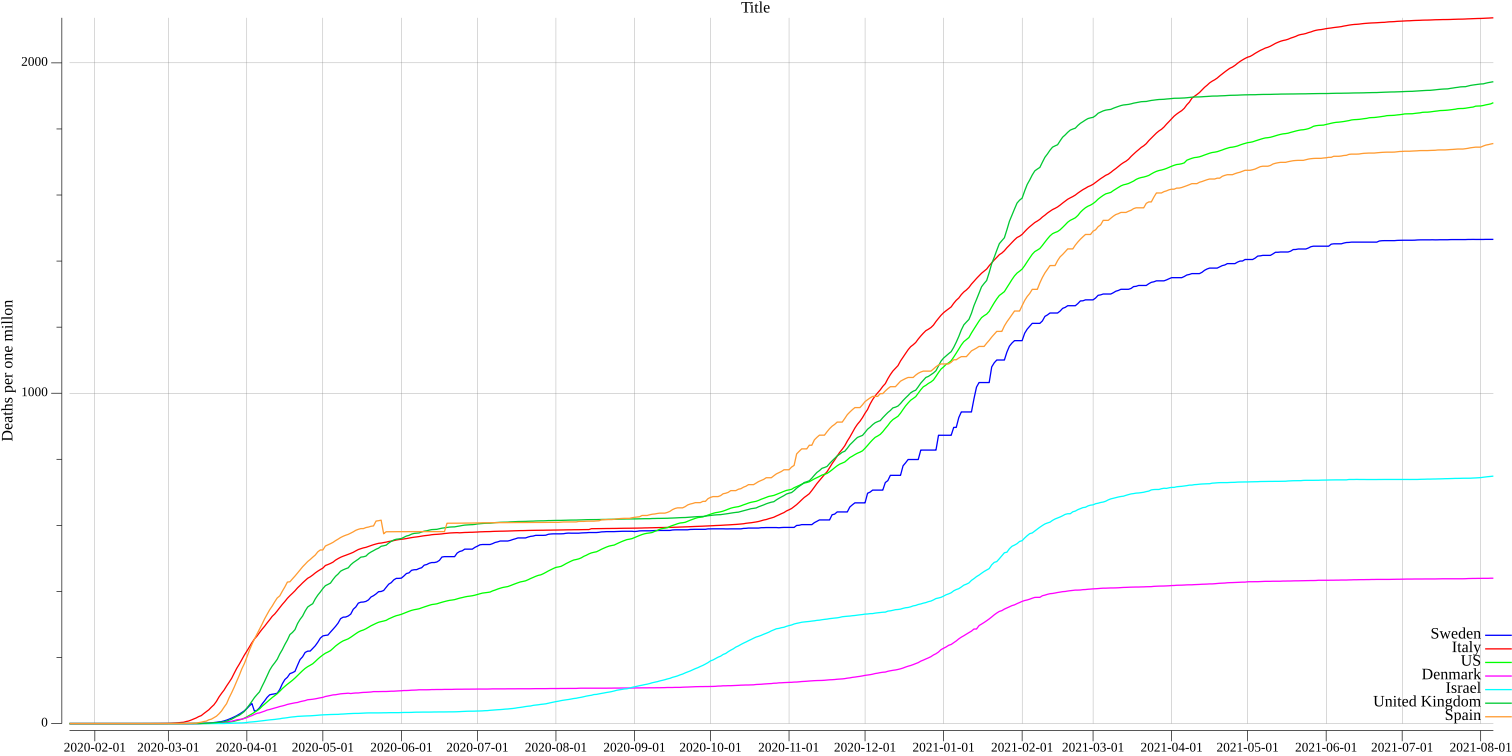 Title
Deaths per one millon
2000
1000
0
2020-02-01
2020-03-01
2020-04-01
2020-05-01
2020-06-01
2020-07-01
2020-08-01
2020-09-01
2020-10-01
2020-11-01
2020-12-01
2021-01-01
2021-02-01
2021-03-01
2021-04-01
2021-05-01
2021-06-01
2021-07-01
2021-08-01
Sweden
Italy
US
Denmark
Israel
United Kingdom
Spain